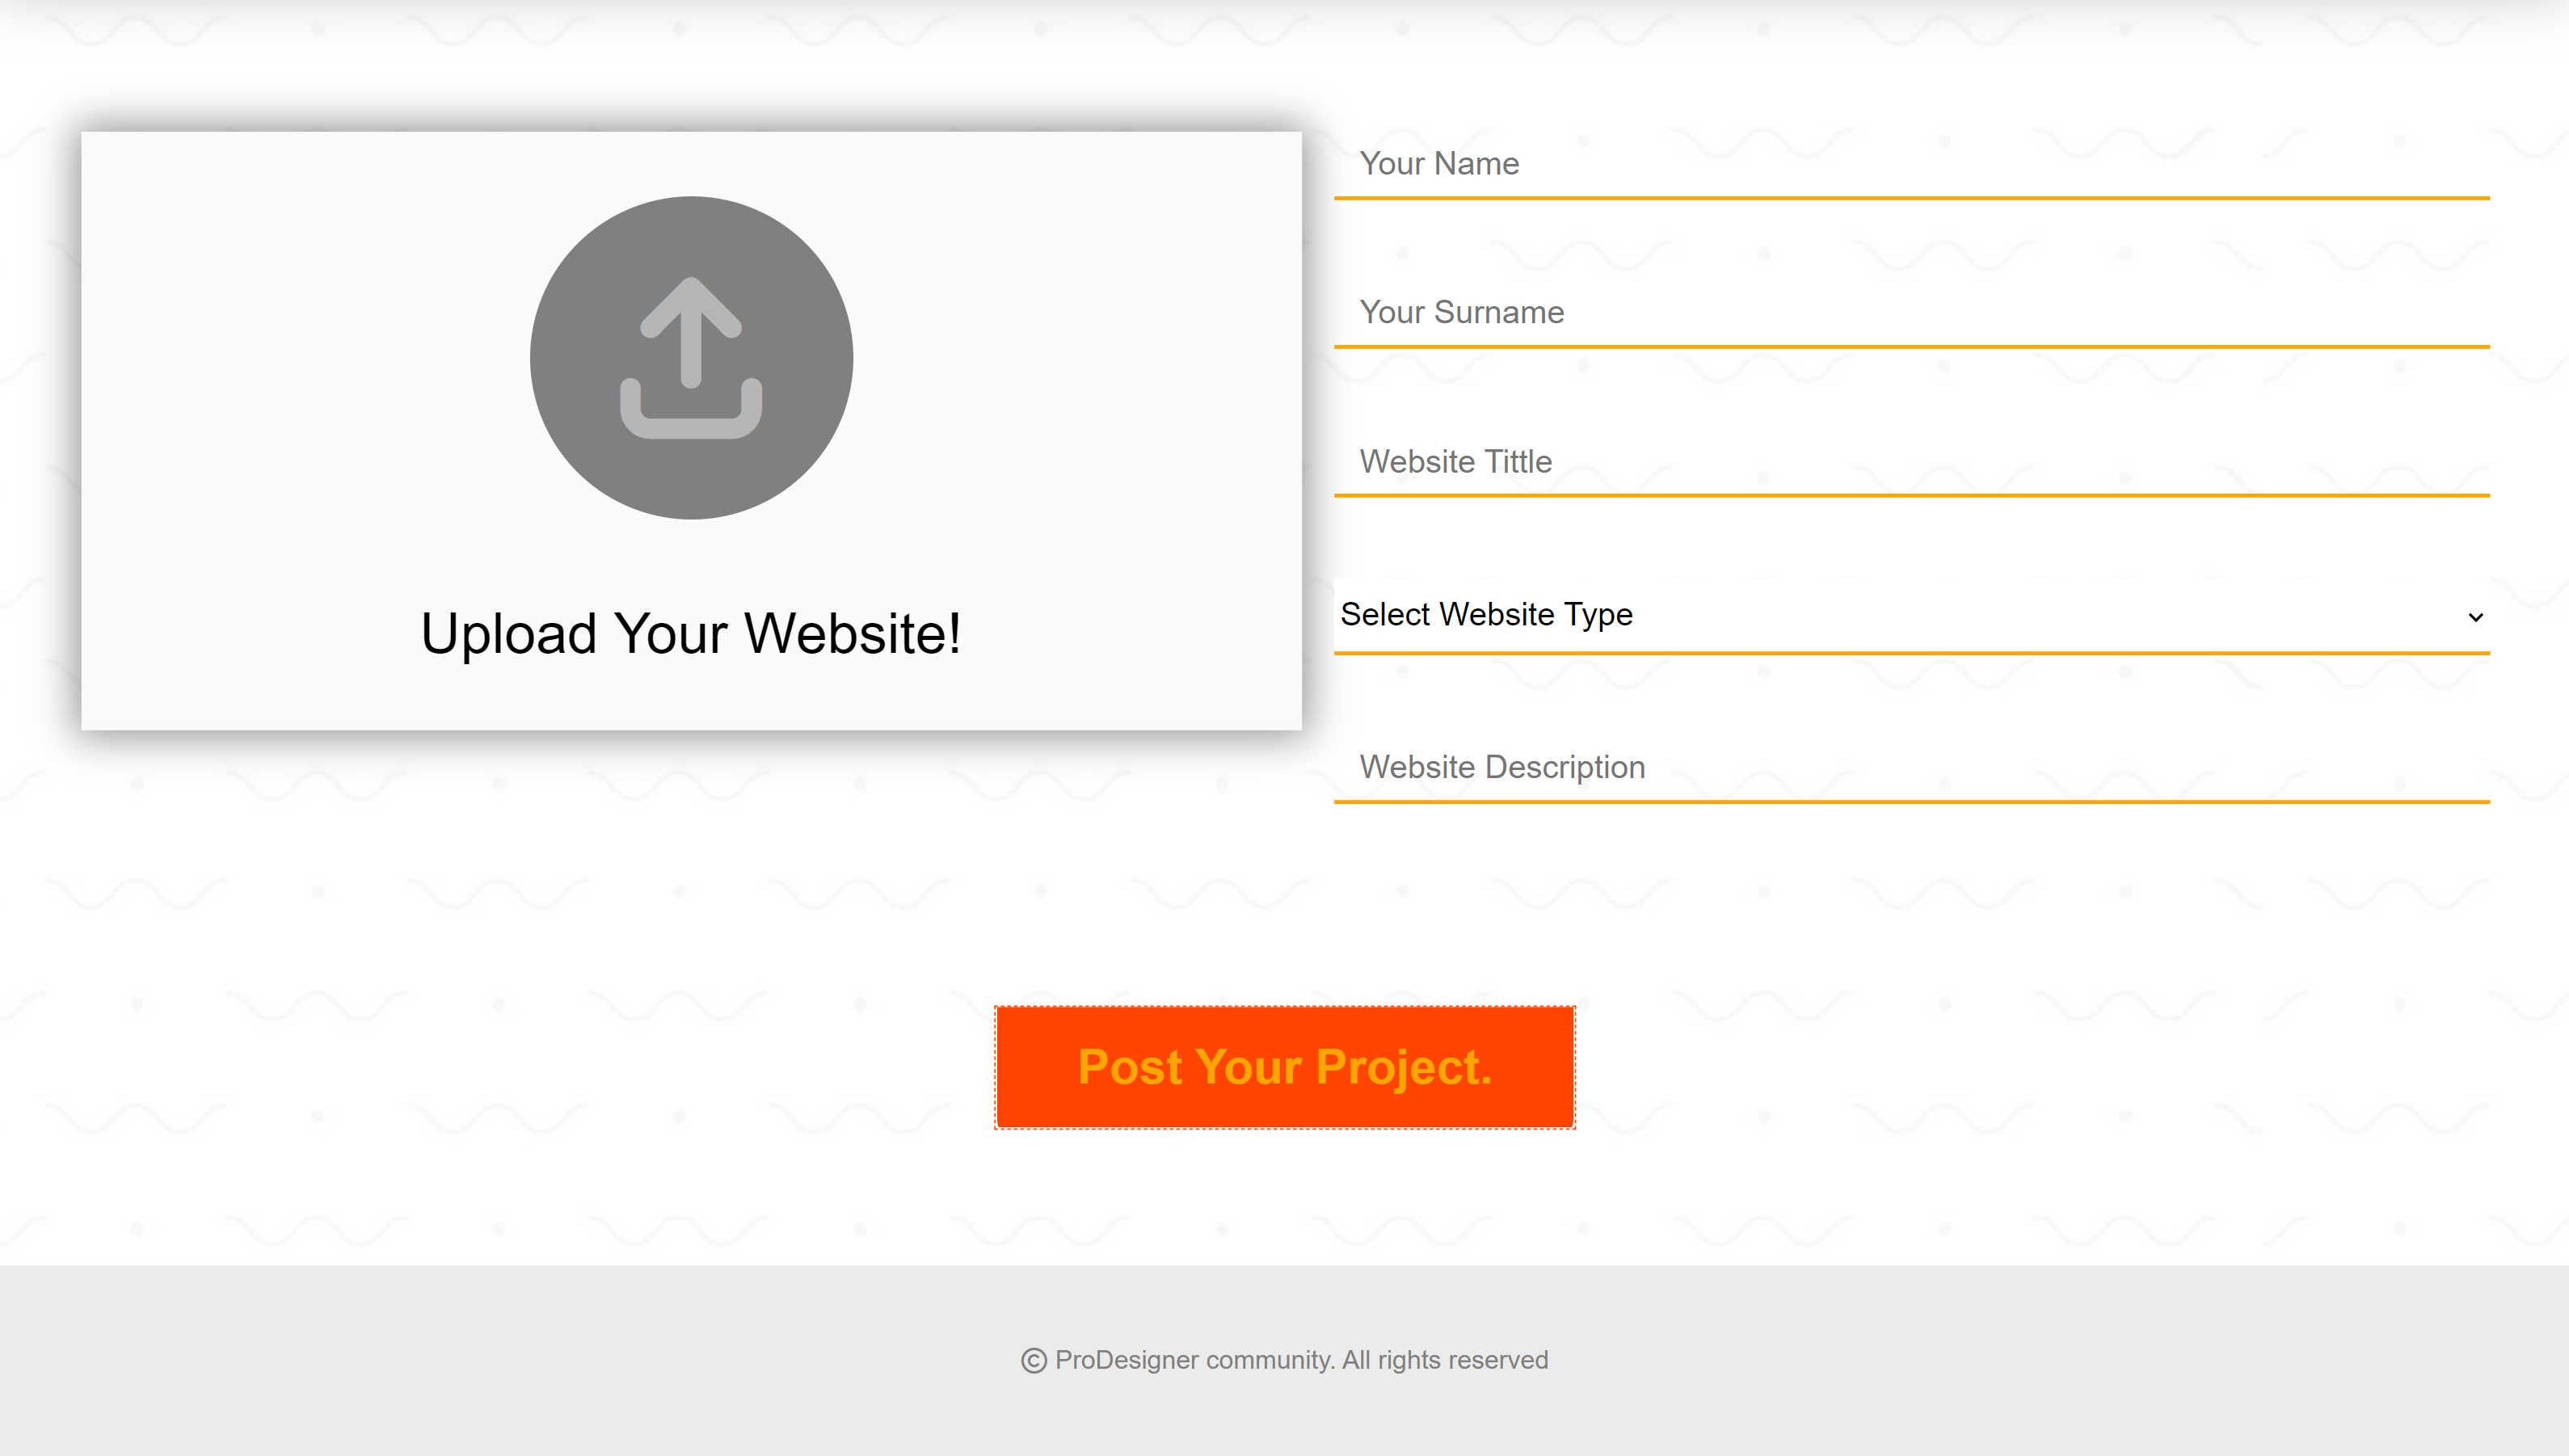 Your Name
Your Surname
Website Tittle
Select Website Type
Website Description
Upload Your Website!
Post Your Project.
© ProDesigner community. All rights reserved